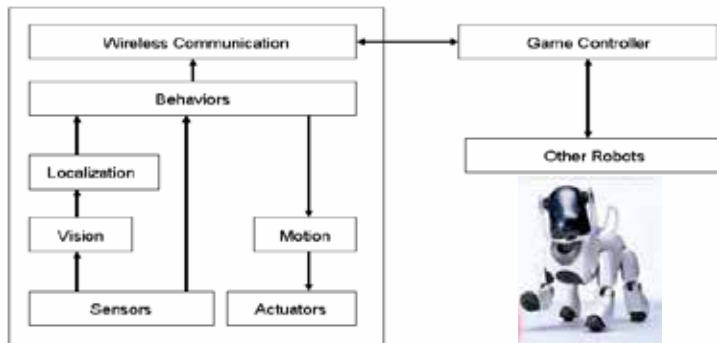 Wireless Communication
Game Controller
Behaviors
Other Robots
Localization
Vision
Motion
Sensors
Actuators